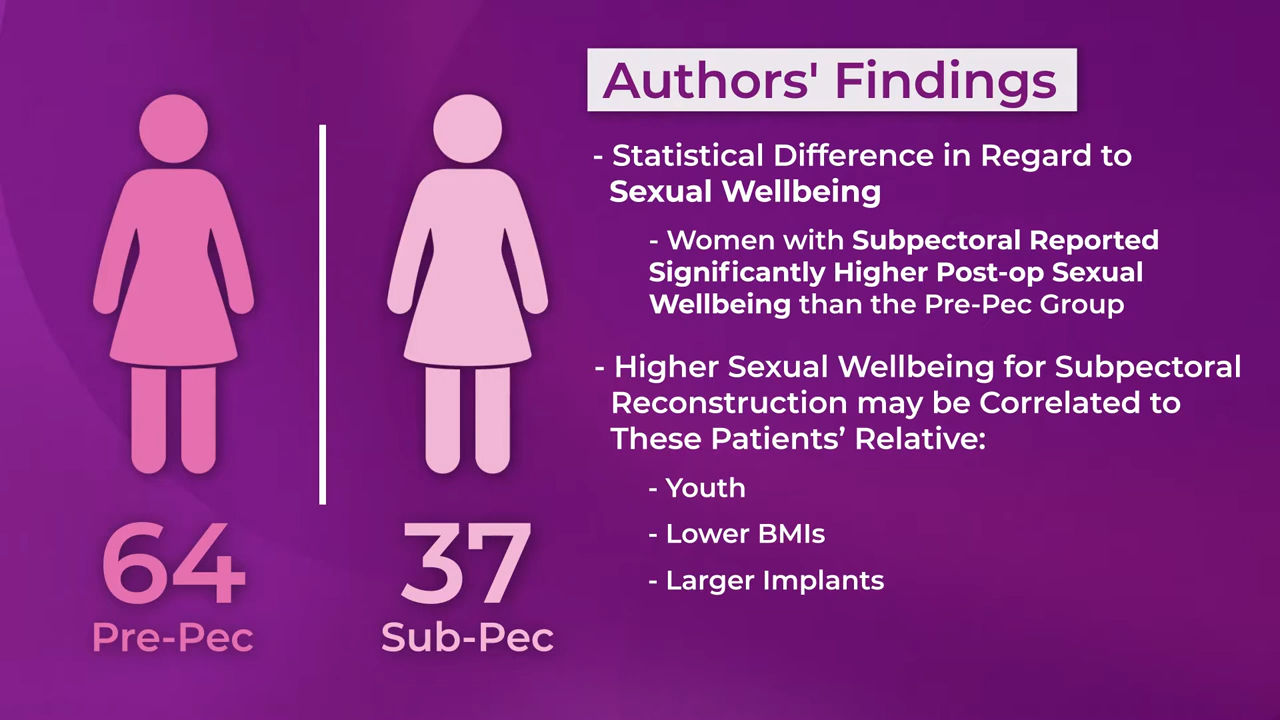 Authors' Findings
- Statistical Difference in Regard to
Sexual Wellbeing
- Women with Subpectoral Reported
Significantly Higher Post-op Sexual
Wellbeing than the Pre-Pec Group
- Higher Sexual Wellbeing for Subpectoral
Reconstruction may be Correlated to
These Patients’ Relative:
- Youth
- Lower BMIs
- Larger Implants
64
Pre-Pec
37
Sub-Pec